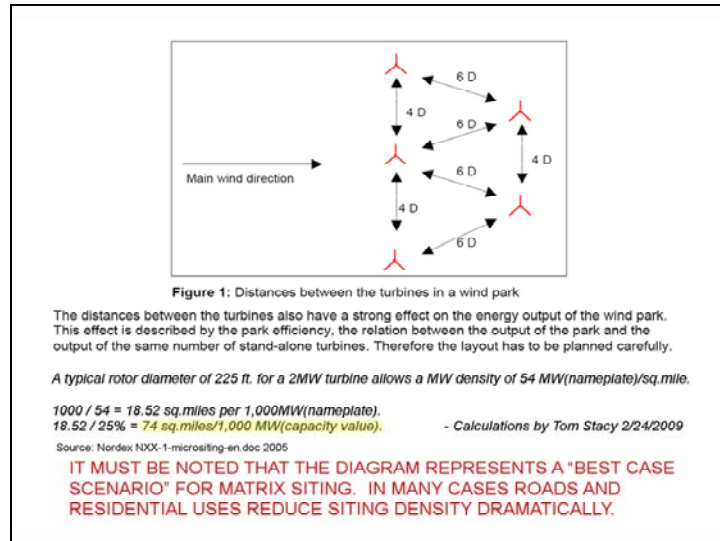 6 D
4 D
6 D
6 D
4 D
Main wind direction
4 D
6 D
Figure 1: Distances between the turbines in a wind park
The distances between the turbines also have a strong effect on the energy output of the wind park.
This effect is described by the park efficiency, the relation between the output of the park and the
output of the same number of stand-alone turbines. Therefore the layout has to be planned carefully.
A typical rotor diameter of 225 ft. for a 2MW turbine allows a MW density of 54 MW(nameplate)/sq.mile.
1000 / 54 = 18.52 sq.miles per 1,000MW(nameplate).
18.52 / 25% = 74 sq.miles/1,000 MW(capacity value). - Calculations by Tom Stacy 2/24/2009
Source: Nordex NXX-1-micrositing-en.doc 2005
IT MUST BE NOTED THAT THE DIAGRAM REPRESENTS A "BEST CASE
SCENARIO" FOR MATRIX SITING. IN MANY CASES ROADS AND
RESIDENTIAL USES REDUCE SITING DENSITY DRAMATICALLY.